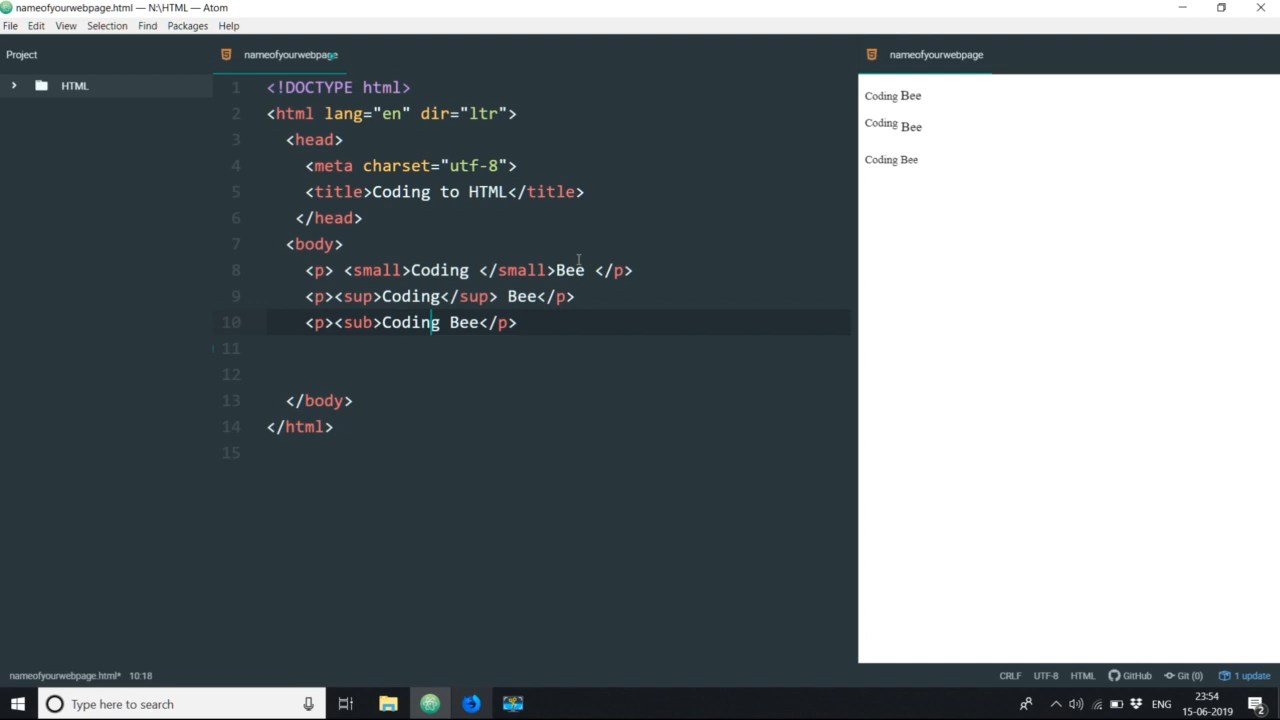 nameofyourwebpage.html — N:\HTML — Atom
File Edit View Selection Find Packages Help
Project
HTML
nameofyourwebpage
1 <!DOCTYPE html>
2 <html lang="en" dir="ltr">
3 <head>
4 <meta charset="utf-8">
5 <title>Coding to HTML</title>
6 </head>
7 <body>
8 <p> <small>Coding </small>Bee </p>
9 <p><sup>Coding</sup> Bee</p>
10 <p><sub>Coding Bee</p>
11
12
13 </body>
14 </html>
15
nameofyourwebpage
Coding Bee
Coding Bee
Coding Bee
nameofyourwebpage.html* 10:18
CRLF UTF-8 HTML GitHub Git (0) 1 update
Type here to search
ENG
23:54
15-06-2019
2